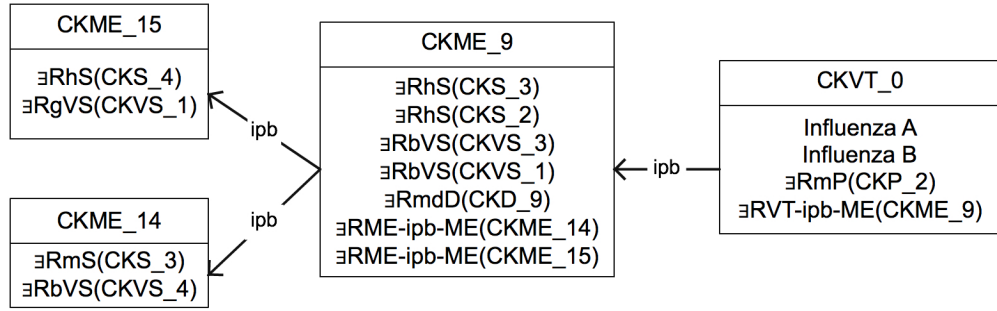 CKME_15
∃RhS(CKS_4)
∃RgVS(CKVS_1)
ipb
CKME_14
∃RmS(CKS_3)
∃RbVS(CKVS_4)
ipb
CKME_9
∃RhS(CKS_3)
∃RhS(CKS_2)
∃RbVS(CKVS_3)
∃RbVS(CKVS_1)
∃RmdD(CKD_9)
∃RME-ipb-ME(CKME_14)
∃RME-ipb-ME(CKME_15)
ipb
CKVT_0
Influenza A
Influenza B
∃RmP(CKP_2)
∃RVT-ipb-ME(CKME_9)